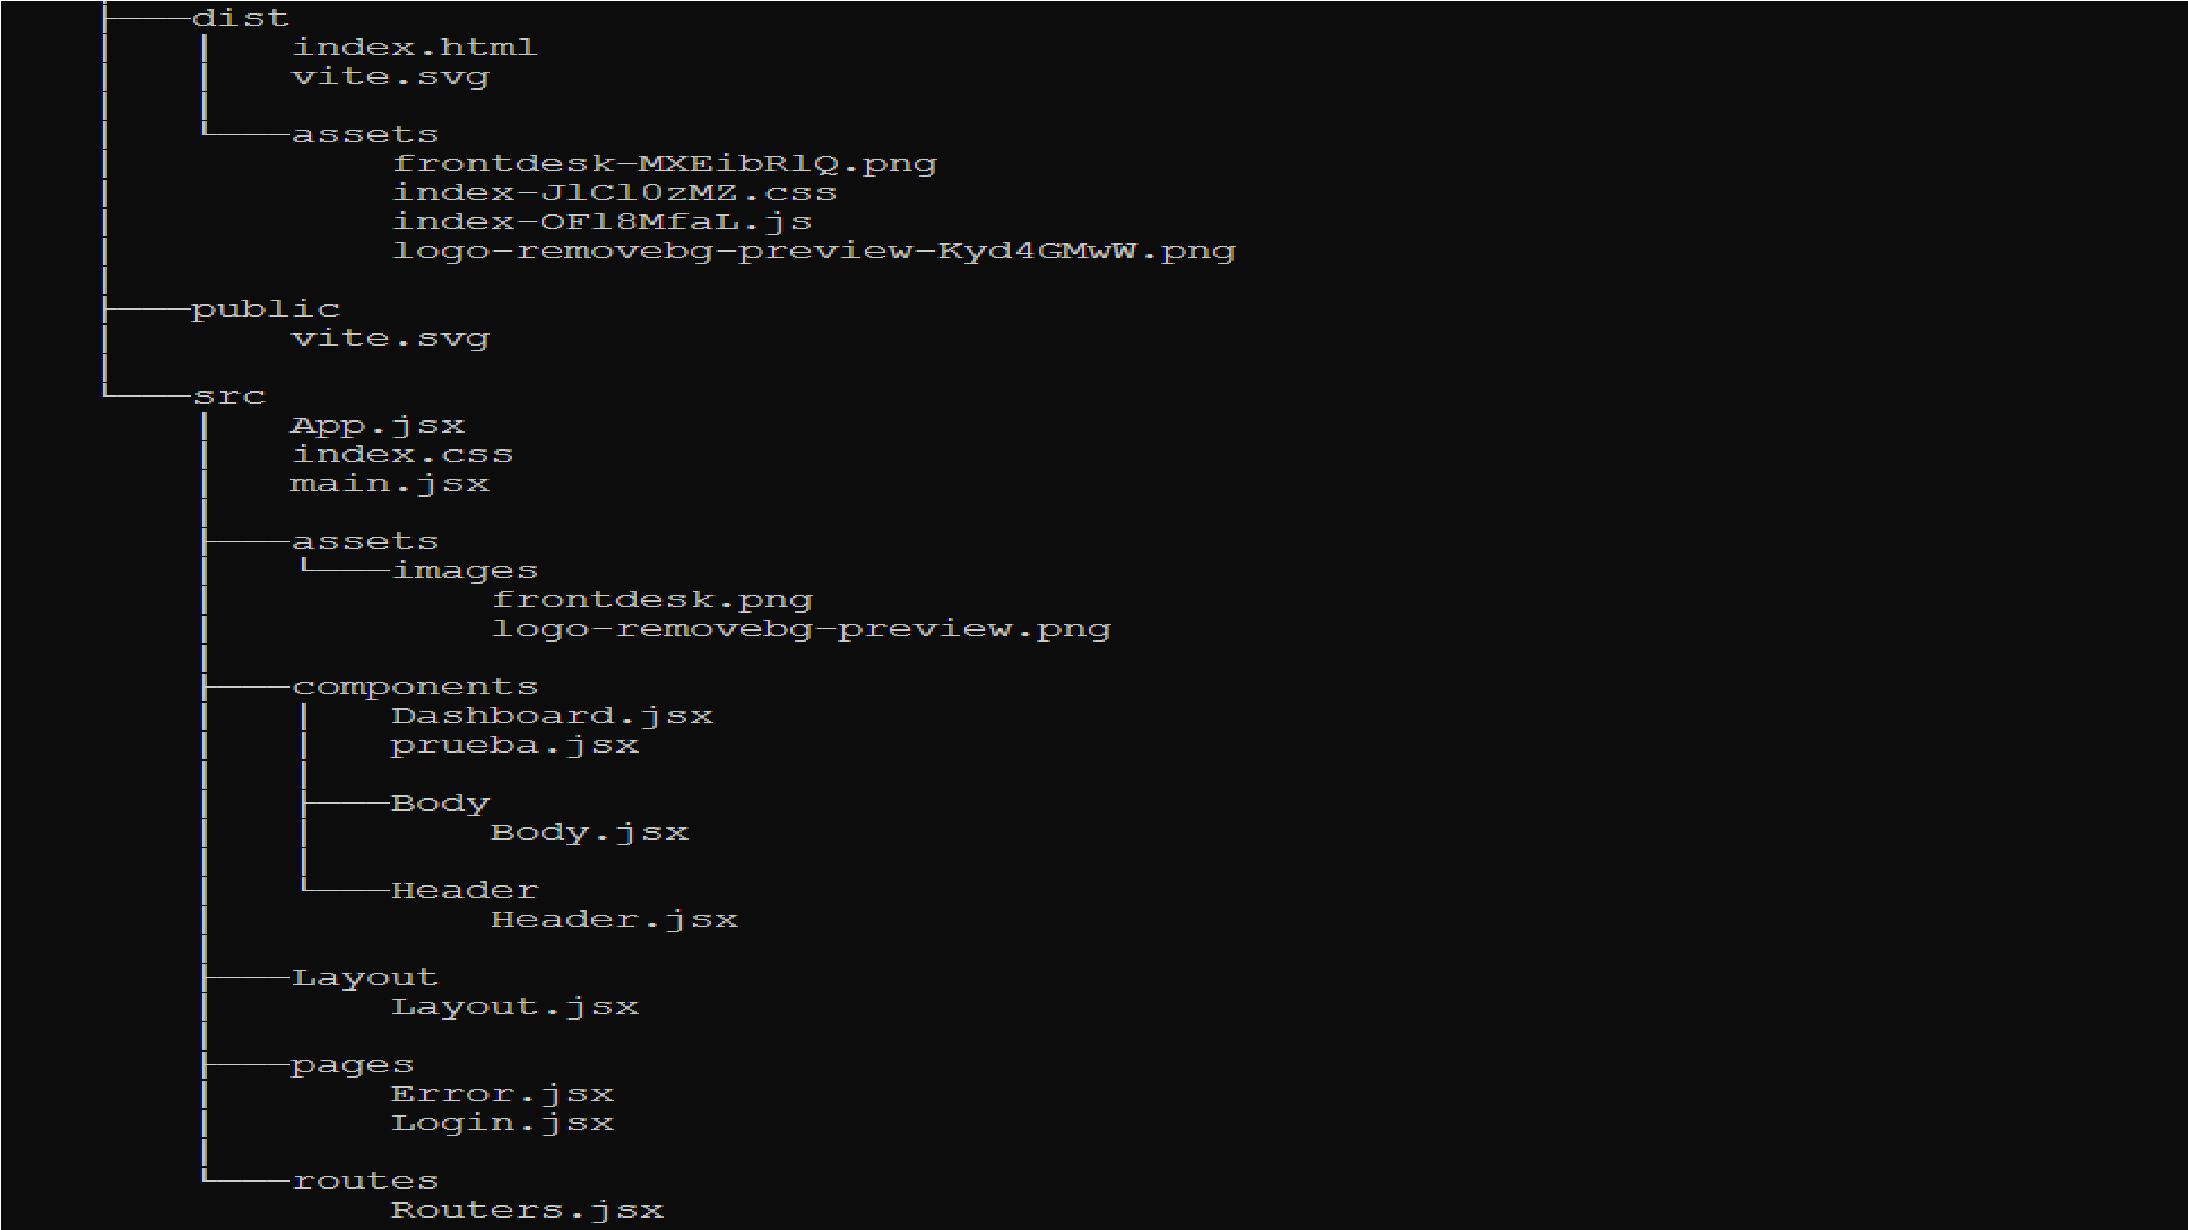 dist
index.html
vite.svg
assets
frontdesk-MXEibRlQ.png
index-JlCl0zMZ.css
index-OFl8MfaL.js
logo-removebg-preview-Kyd4GMwW.png
public
vite.svg
src
App.jsx
index.css
main.jsx
assets
images
frontdesk.png
logo-removebg-preview.png
components
Dashboard.jsx
prueba.jsx
Body
Body.jsx
Header
Header.jsx
Layout
Layout.jsx
pages
Error.jsx
Login.jsx
routes
Routers.jsx